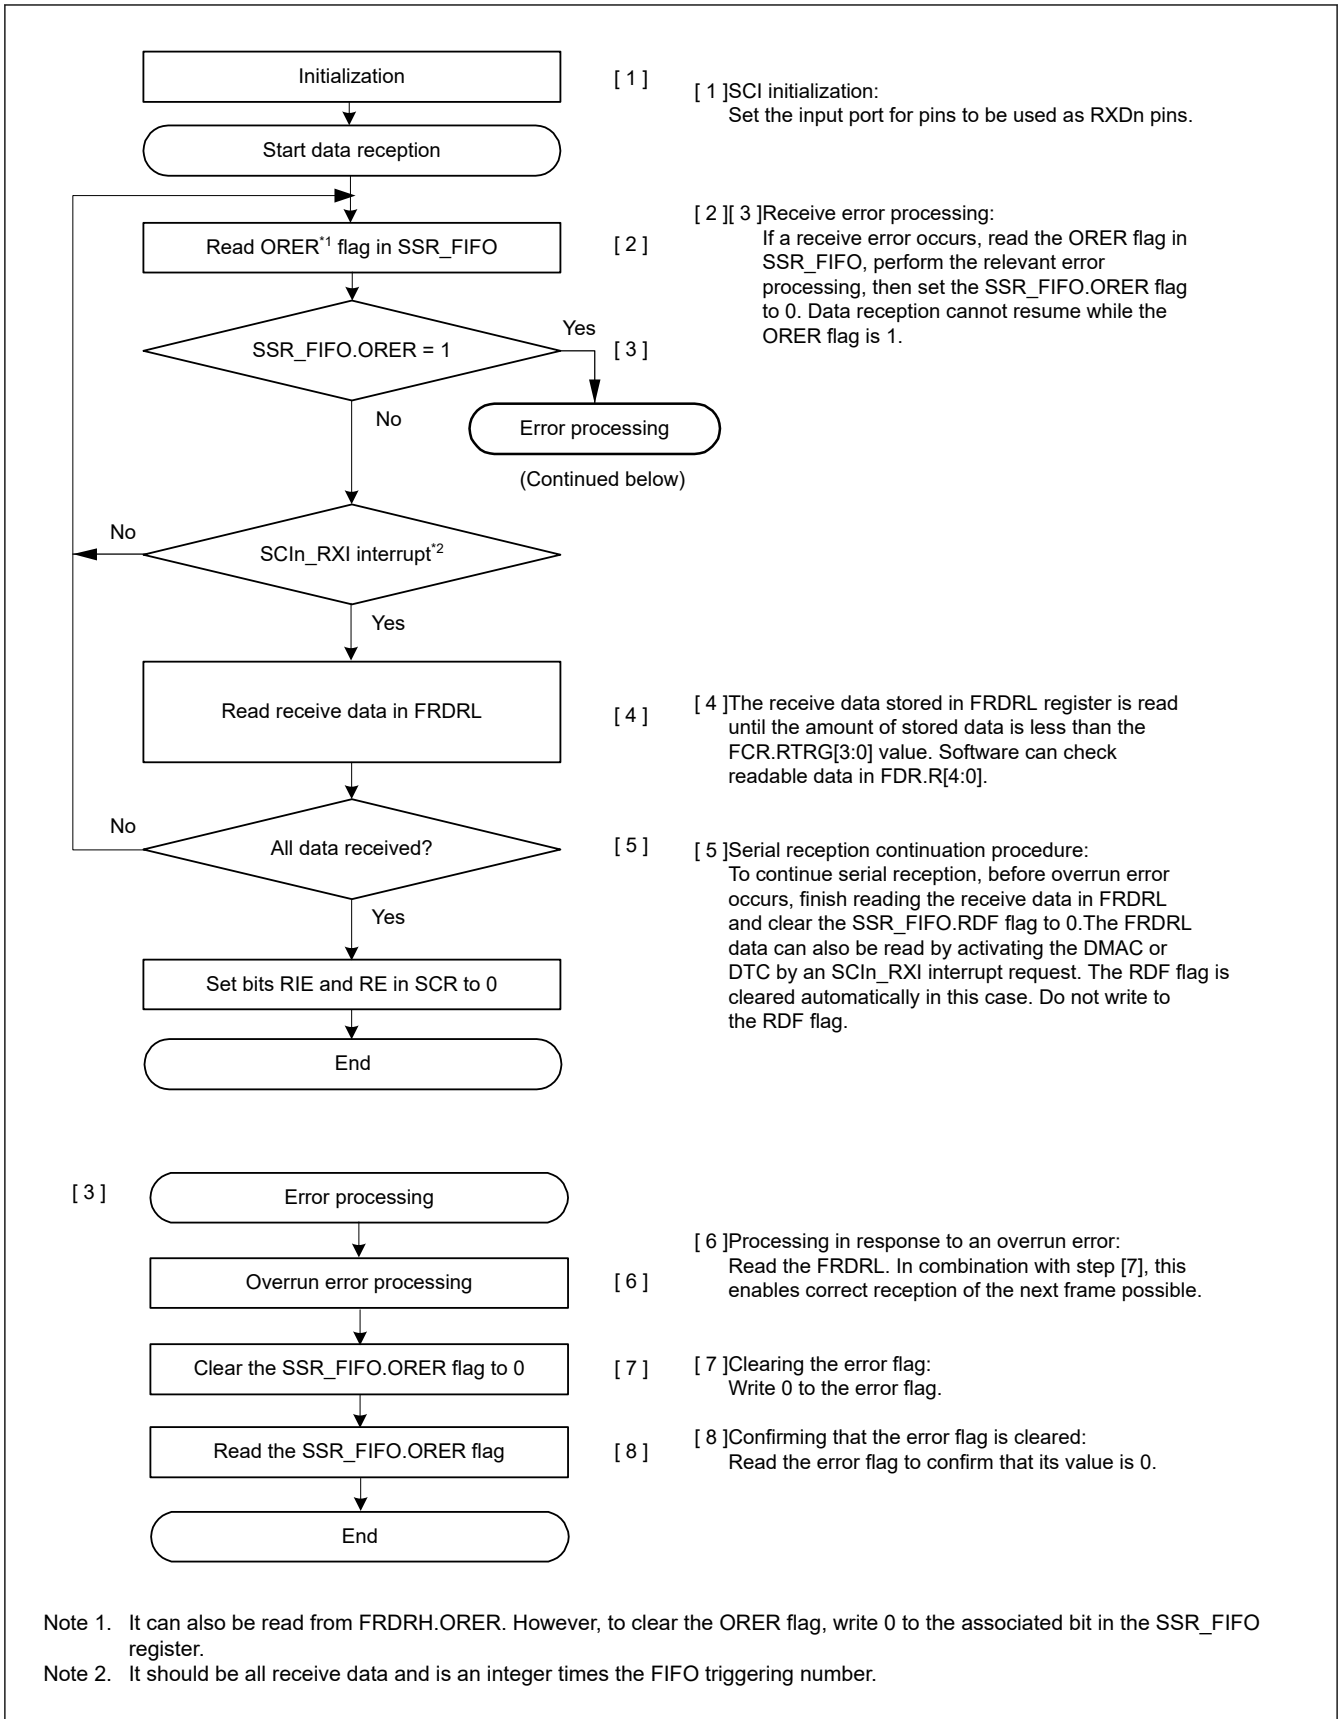 Initialization
[ 1 ]
[ 1 ]SCI initialization:
Set the input port for pins to be used as RXDn pins.
Start data reception
Read ORER*1 flag in SSR_FIFO
[ 2 ]
[ 2 ][ 3 ]Receive error processing:
If a receive error occurs, read the ORER flag in
SSR_FIFO, perform the relevant error
processing, then set the SSR_FIFO.ORER flag
to 0. Data reception cannot resume while the
ORER flag is 1.
SSR_FIFO.ORER = 1
Yes
[ 3 ]
No
Error processing
(Continued below)
No
SCIn_RXI interrupt*2
Yes
Read receive data in FRDRL
[ 4 ]
[ 4 ]The receive data stored in FRDRL register is read
until the amount of stored data is less than the
FCR.RTRG[3:0] value. Software can check
readable data in FDR.R[4:0].
No
All data received?
[ 5 ]
[ 5 ]Serial reception continuation procedure:
To continue serial reception, before overrun error
occurs, finish reading the receive data in FRDRL
and clear the SSR_FIFO.RDF flag to 0.The FRDRL
data can also be read by activating the DMAC or
DTC by an SCIn_RXI interrupt request. The RDF flag is
cleared automatically in this case. Do not write to
the RDF flag.
Yes
Set bits RIE and RE in SCR to 0
End
[ 3 ]
Error processing
Overrun error processing
[ 6 ]
[ 6 ]Processing in response to an overrun error:
Read the FRDRL. In combination with step [7], this
enables correct reception of the next frame possible.
Clear the SSR_FIFO.ORER flag to 0
[ 7 ]
[ 7 ]Clearing the error flag:
Write 0 to the error flag.
Read the SSR_FIFO.ORER flag
[ 8 ]
[ 8 ]Confirming that the error flag is cleared:
Read the error flag to confirm that its value is 0.
End
Note 1. It can also be read from FRDRH.ORER. However, to clear the ORER flag, write 0 to the associated bit in the SSR_FIFO
register.
Note 2. It should be all receive data and is an integer times the FIFO triggering number.